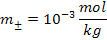 m± = 10⁻³ mol/kg